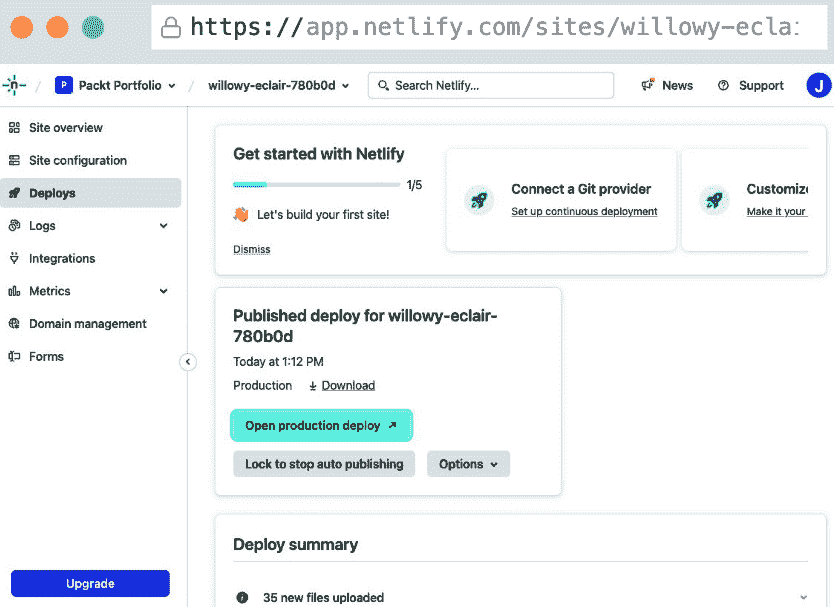 https://app.netlify.com/sites/willowy-eclai
P Packt Portfolio willowy-eclair-780b0d Search Netlify... News Support J
Site overview
Site configuration
Deploys
Logs
Integrations
Metrics
Domain management
Forms
Upgrade
Get started with Netlify
1/5
Let's build your first site!
Dismiss
Connect a Git provider
Set up continuous deployment
Customize
Make it your
Published deploy for willowy-eclair-
780b0d
Today at 1:12 PM
Production Download
Open production deploy
Lock to stop auto publishing Options
Deploy summary
35 new files uploaded